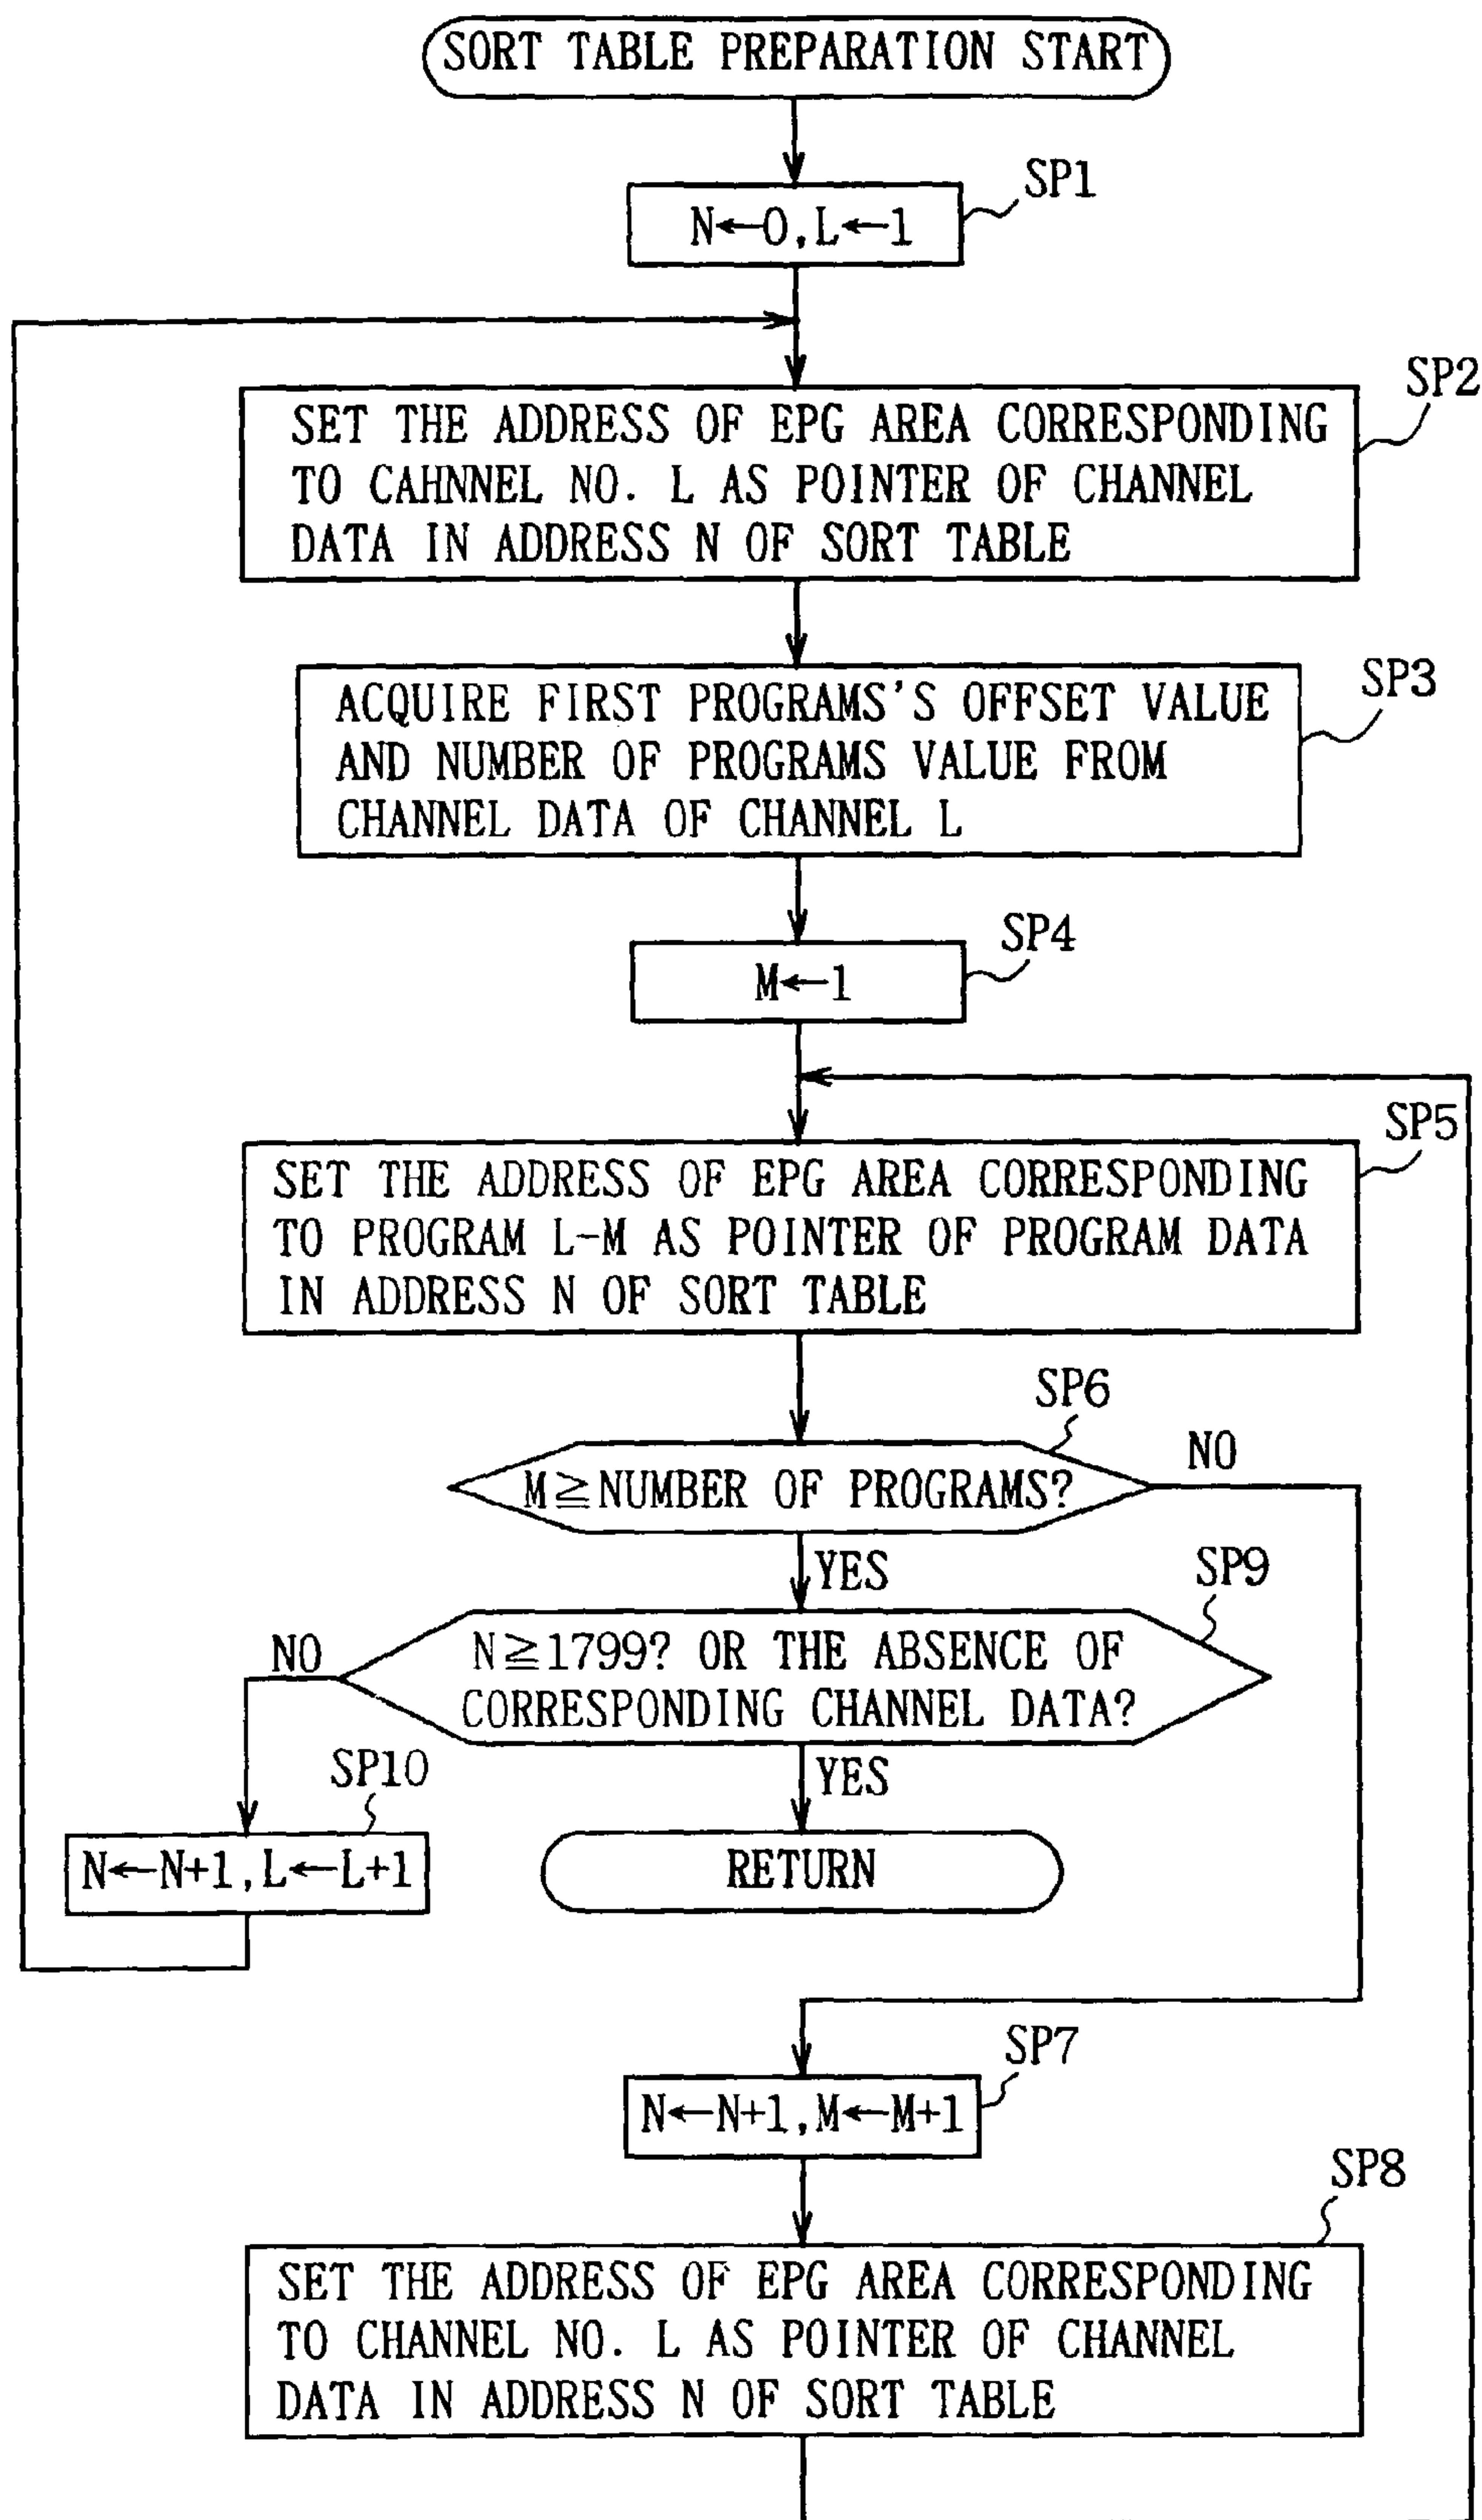 SORT TABLE PREPARATION START
SP1
N←0,L←1
SP2
SET THE ADDRESS OF EPG AREA CORRESPONDING
TO CAHNNEL NO. L AS POINTER OF CHANNEL
DATA IN ADDRESS N OF SORT TABLE
SP3
ACQUIRE FIRST PROGRAMS'S OFFSET VALUE
AND NUMBER OF PROGRAMS VALUE FROM
CHANNEL DATA OF CHANNEL L
SP4
M←1
SP5
SET THE ADDRESS OF EPG AREA CORRESPONDING
TO PROGRAM L-M AS POINTER OF PROGRAM DATA
IN ADDRESS N OF SORT TABLE
SP6
M≧NUMBER OF PROGRAMS?
NO
YES
SP9
N≧1799? OR THE ABSENCE OF
CORRESPONDING CHANNEL DATA?
NO
YES
SP10
N←N+1,L←L+1
RETURN
SP7
N←N+1,M←M+1
SP8
SET THE ADDRESS OF EPG AREA CORRESPONDING
TO CHANNEL NO. L AS POINTER OF CHANNEL
DATA IN ADDRESS N OF SORT TABLE